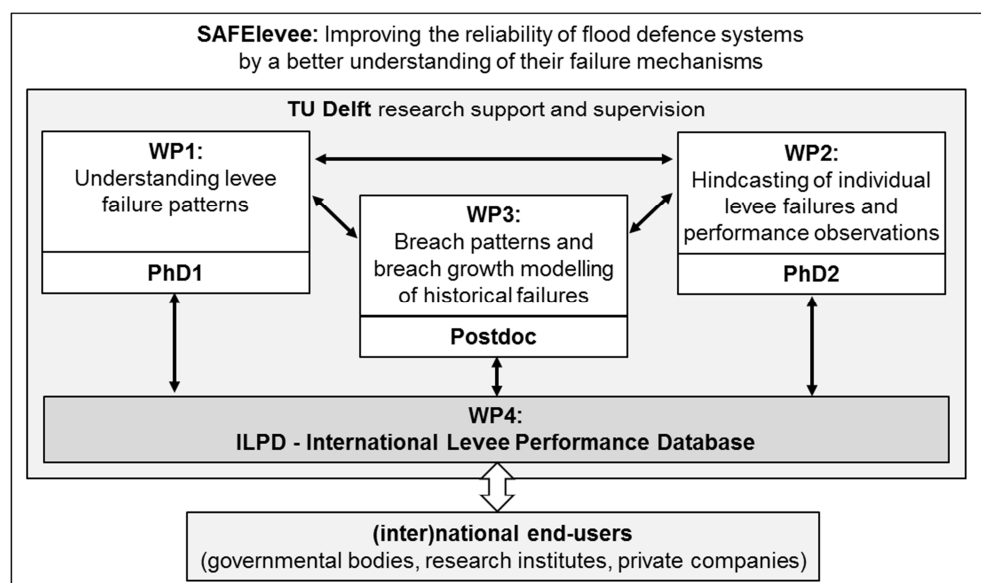 SAFElevee: Improving the reliability of flood defence systems
by a better understanding of their failure mechanisms
TU Delft research support and supervision
WP1:
Understanding levee
failure patterns
PhD1
WP3:
Breach patterns and
breach growth modelling
of historical failures
Postdoc
WP2:
Hindcasting of individual
levee failures and
performance observations
PhD2
WP4:
ILPD - International Levee Performance Database
(inter)national end-users
(governmental bodies, research institutes, private companies)